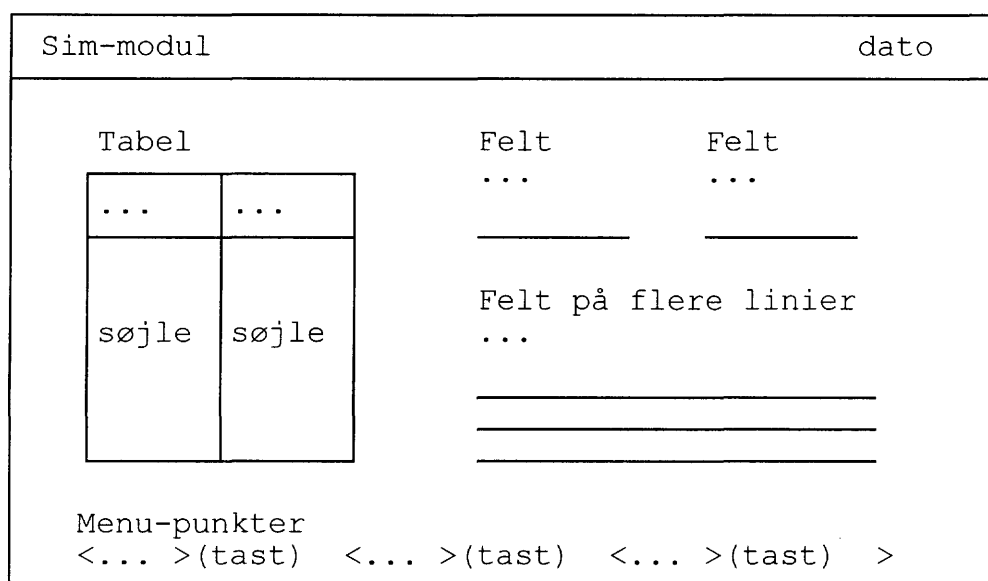 Sim-modul dato
Tabel Felt Felt
... ...
... ...
Felt på flere linier
søjle søjle
...
Menu-punkter
<... >(tast) <... >(tast) <... >(tast) >